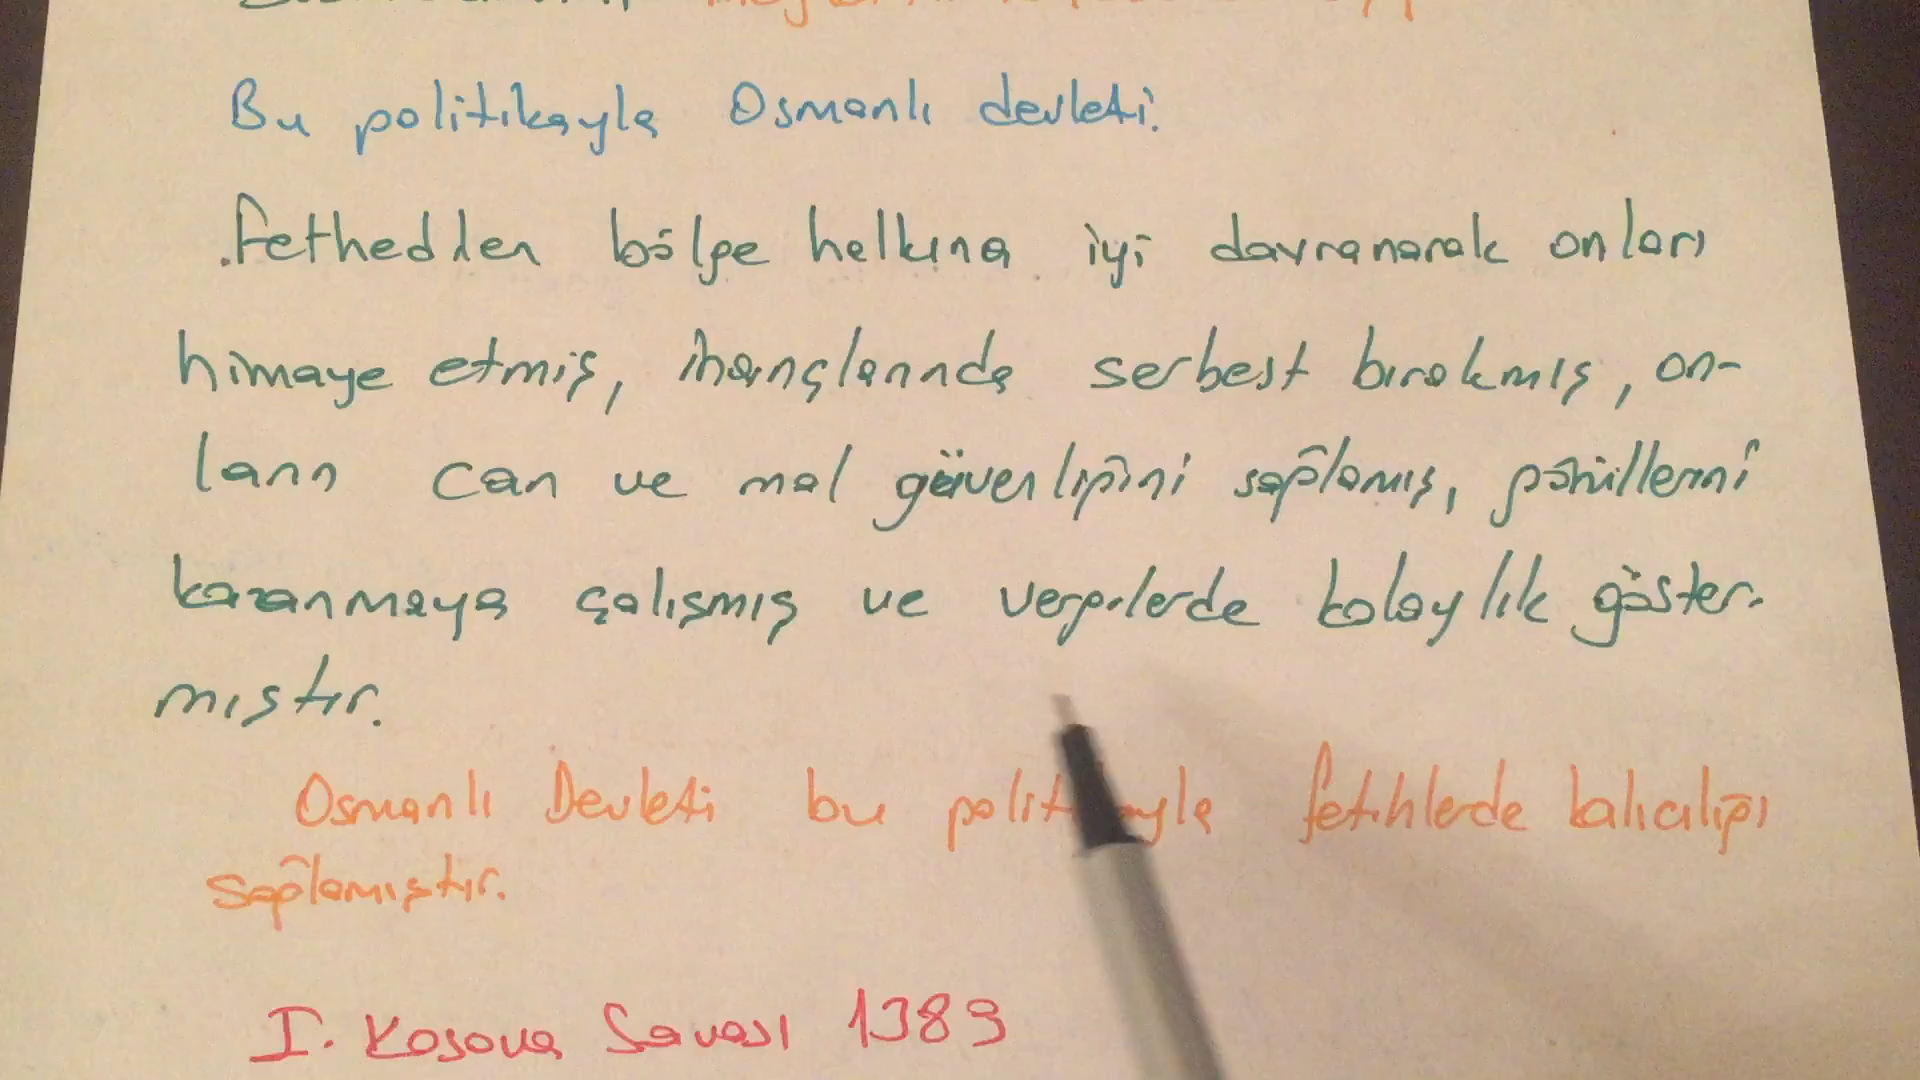 Bu politikayla Osmanlı devleti:
.fethedilen bölge halkına iyi davranarak onları
himaye etmiş, inançlarında serbest bırakmış, on-
ların can ve mal güvenliğini sağlamış, gönüllerini
kazanmaya çalışmış ve vergilerde kolaylık göster-
mıştır.
Osmanlı Devleti bu politikayla fetihlerde kalıcılığı
sağlamıştır.
I. Kosova Savaşı 1389